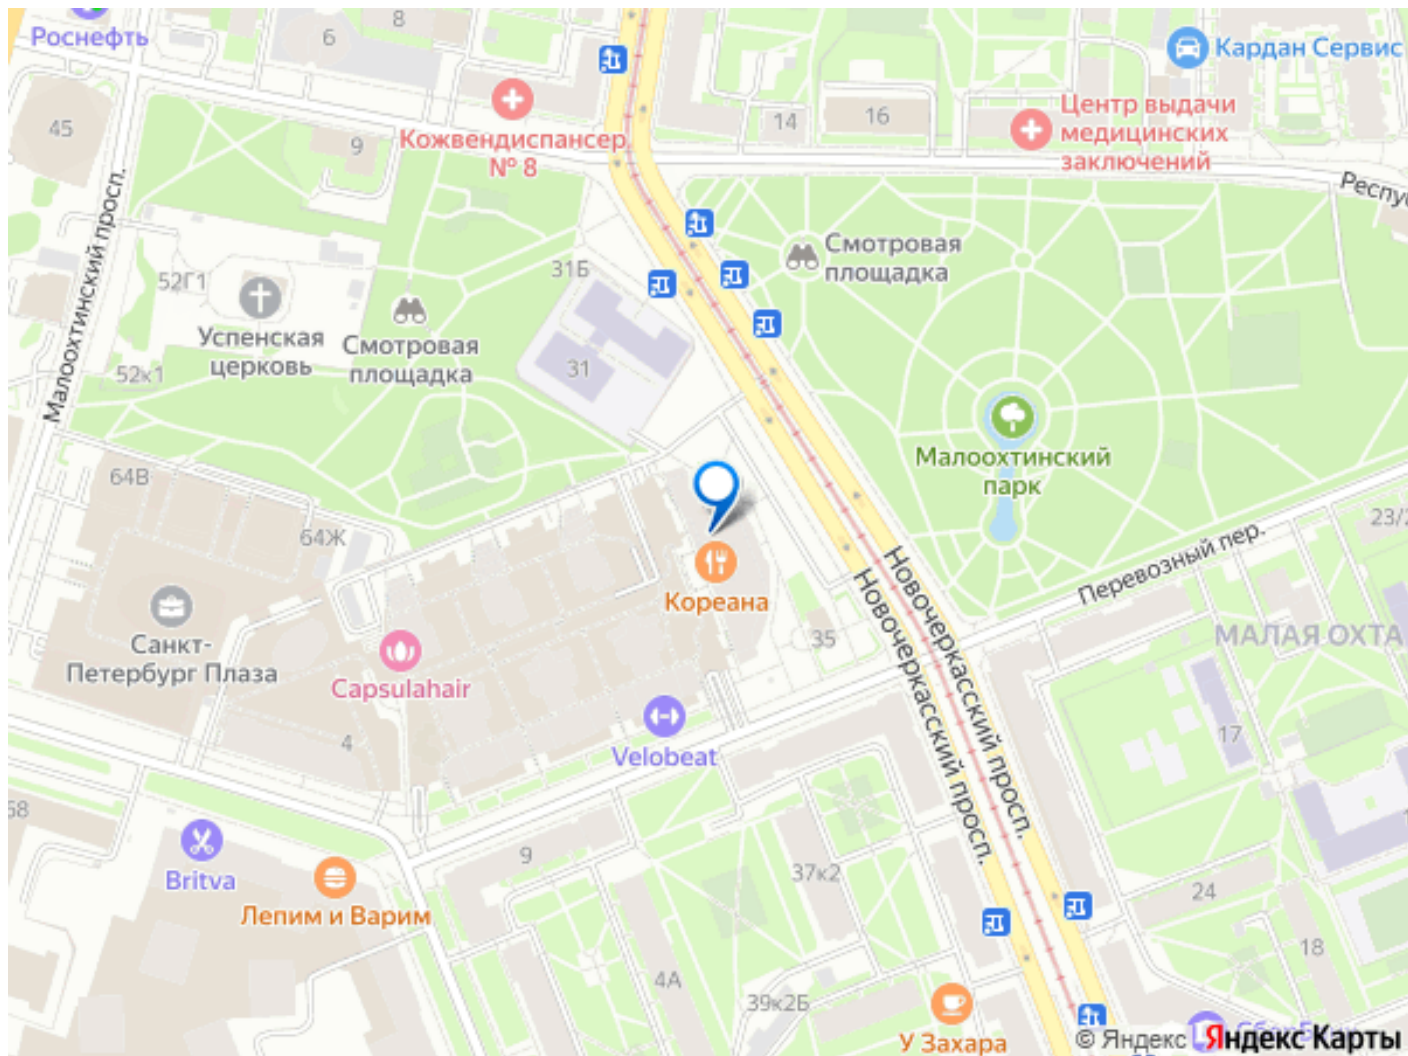 Роснефть
8
6
Кардан Сервис
45
9
Кожвендиспансер
№ 8
14
16
Центр выдачи
медицинских
заключений
Малоохтинский просп.
52Г1
Успенская
церковь
52к1
Смотровая
площадка
31Б
31
Смотровая
площадка
Малоохтинский
парк
64В
64Ж
Санкт-
Петербург Плаза
Capsulahair
4
Кореана
35
Velobeat
Новочеркасский просп.
Новочеркасский просп.
Перевозный пер.
МАЛАЯ ОХТА
17
Britva
Лепим и Варим
9
37к2
4А
39к2Б
24
18
У Захара
© Яндекс
Яндекс Карты